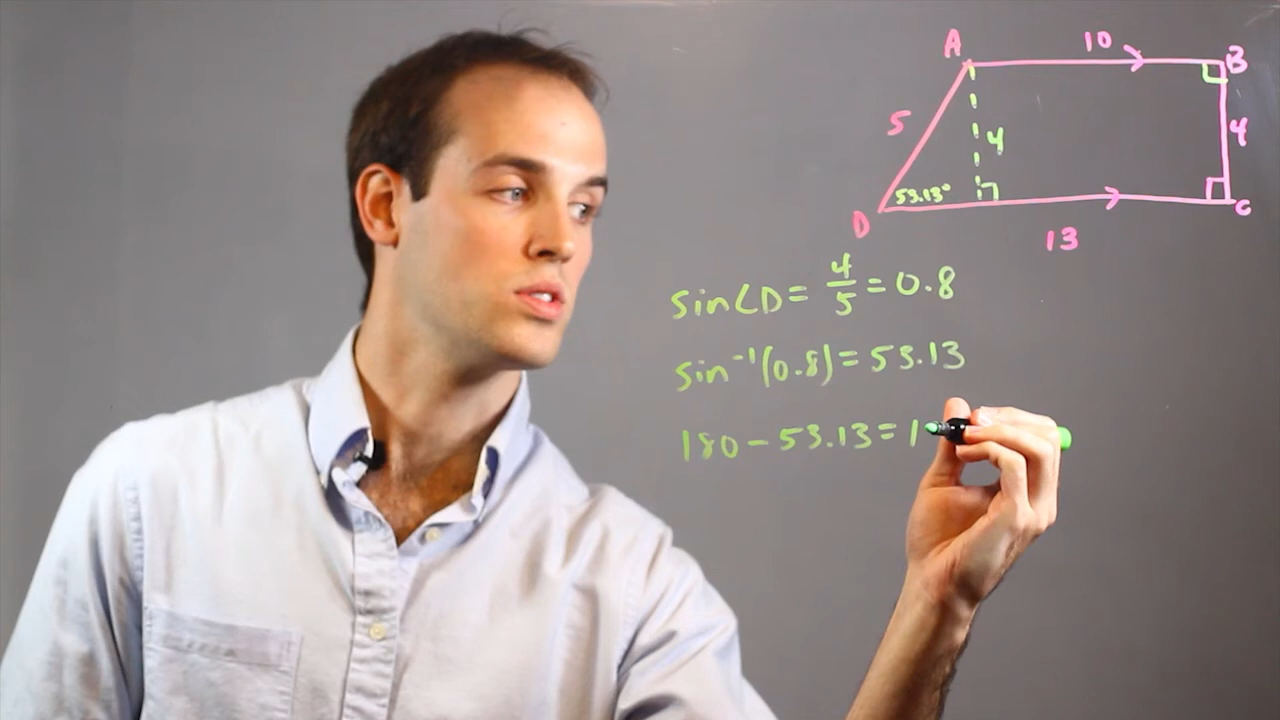 A 10 B
5 4 4
53.13°
D C
13
sin∠D = 4/5 = 0.8
sin⁻¹(0.8) = 53.13
180 - 53.13 = 1